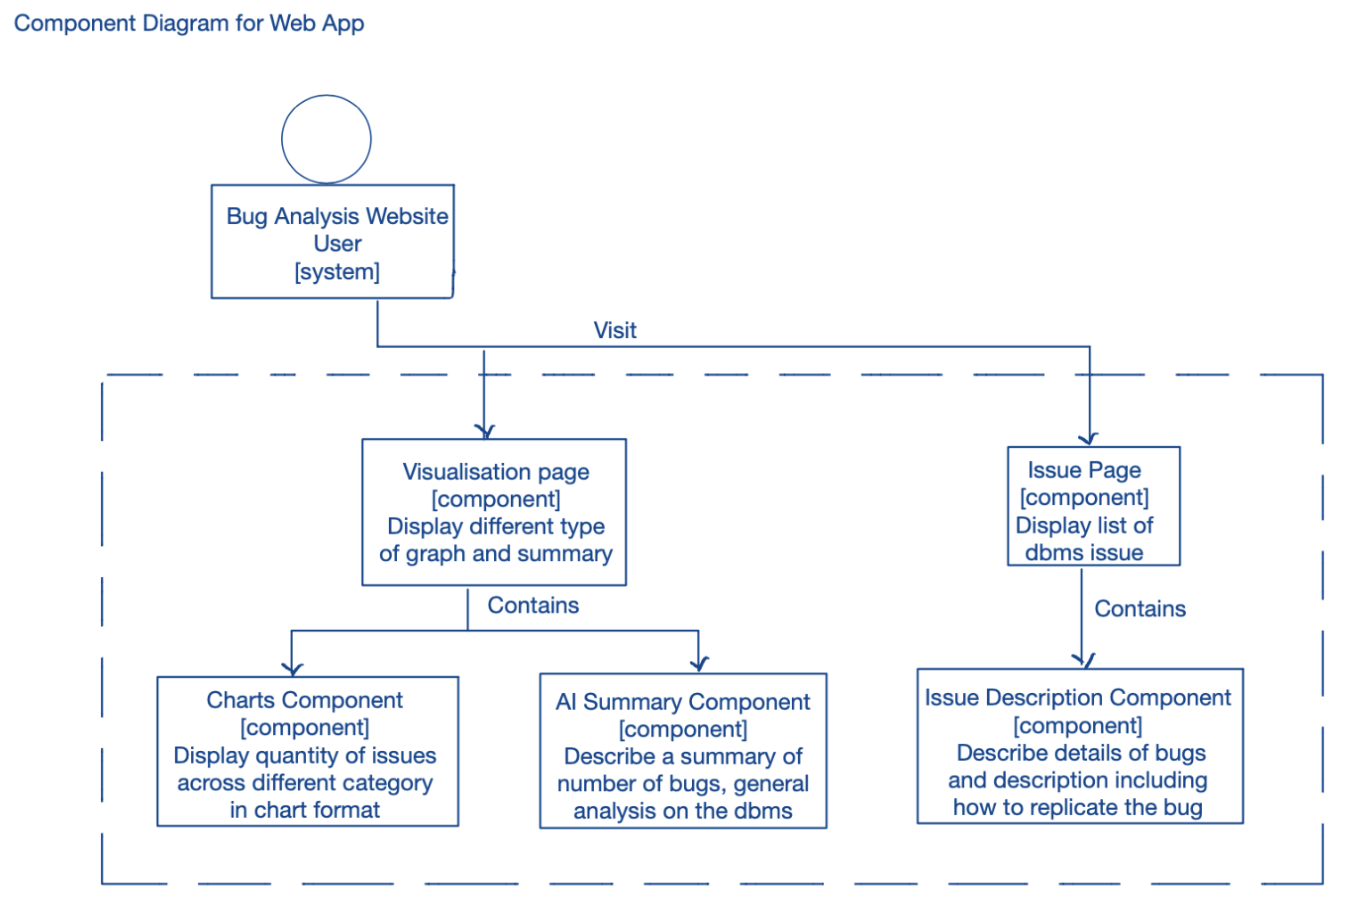 Component Diagram for Web App
Bug Analysis Website
User
[system]
Visit
Visualisation page
[component]
Display different type
of graph and summary
Issue Page
[component]
Display list of
dbms issue
Contains
Contains
Charts Component
[component]
Display quantity of issues
across different category
in chart format
AI Summary Component
[component]
Describe a summary of
number of bugs, general
analysis on the dbms
Issue Description Component
[component]
Describe details of bugs
and description including
how to replicate the bug